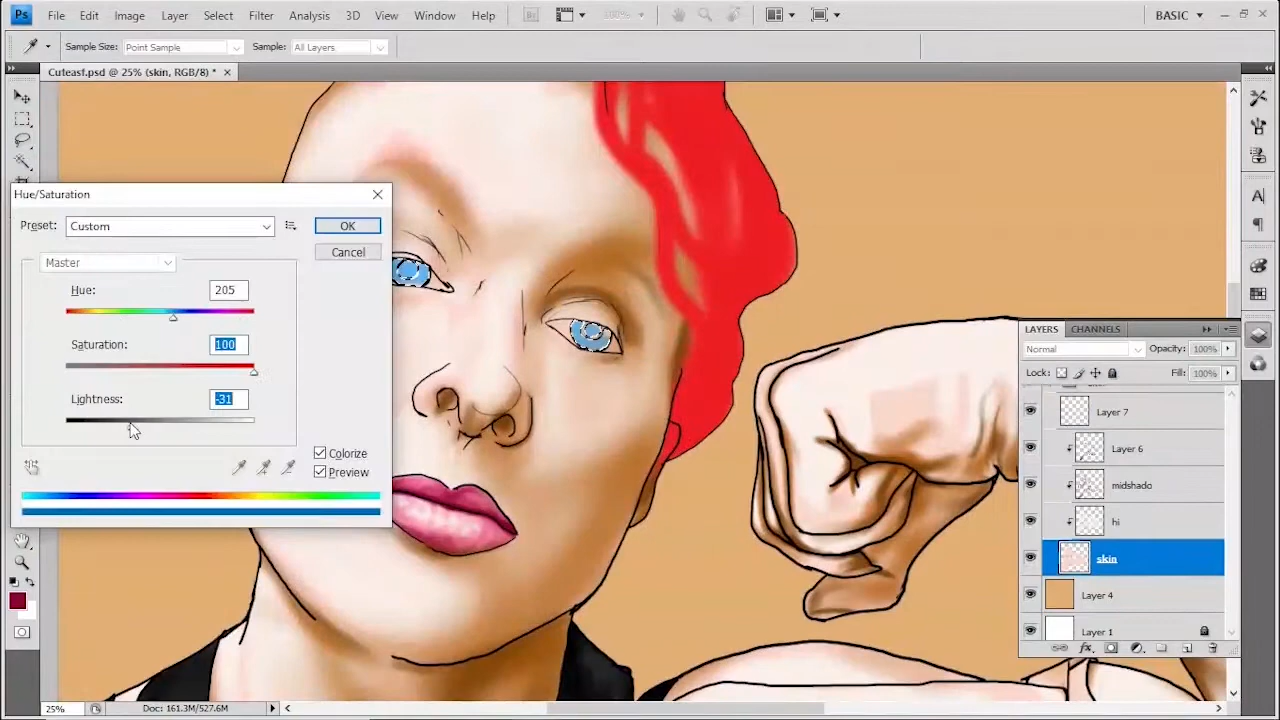 Ps File Edit Image Layer Select Filter Analysis 3D View Window Help 100% BASIC
Sample Size: Point Sample Sample: All Layers
Cuteasf.psd @ 25% (skin, RGB/8) *
Hue/Saturation
Preset: Custom OK
Cancel
Master
Hue: 205
Saturation: 100
Lightness: -31
Colorize
Preview
LAYERS CHANNELS
Normal Opacity: 100%
Lock: Fill: 100%
Layer 7
Layer 6
midshado
hi
skin
Layer 4
Layer 1
25% Doc: 161.3M/527.6M